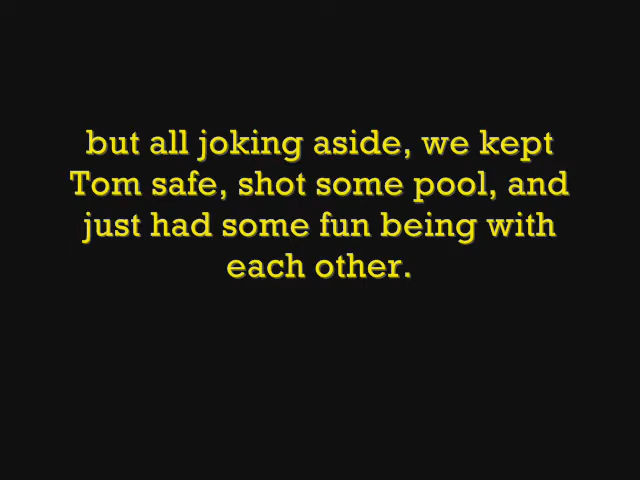 but all joking aside, we kept
Tom safe, shot some pool, and
just had some fun being with
each other.